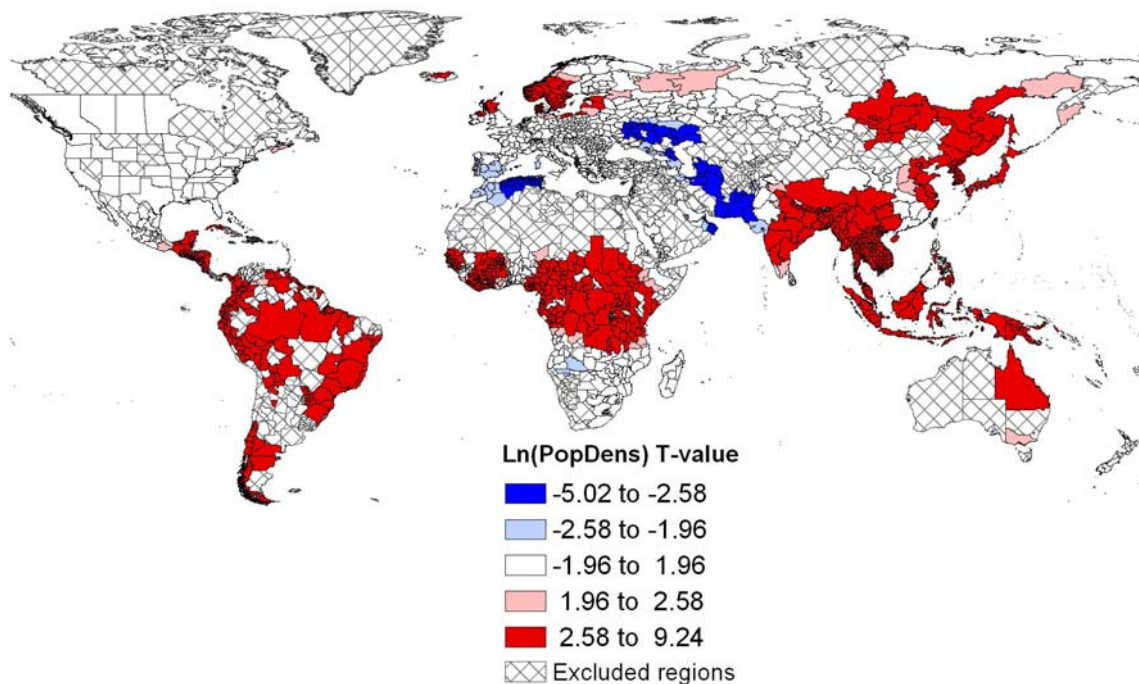 Ln(PopDens) T-value
-5.02 to -2.58
-2.58 to -1.96
-1.96 to 1.96
1.96 to 2.58
2.58 to 9.24
Excluded regions